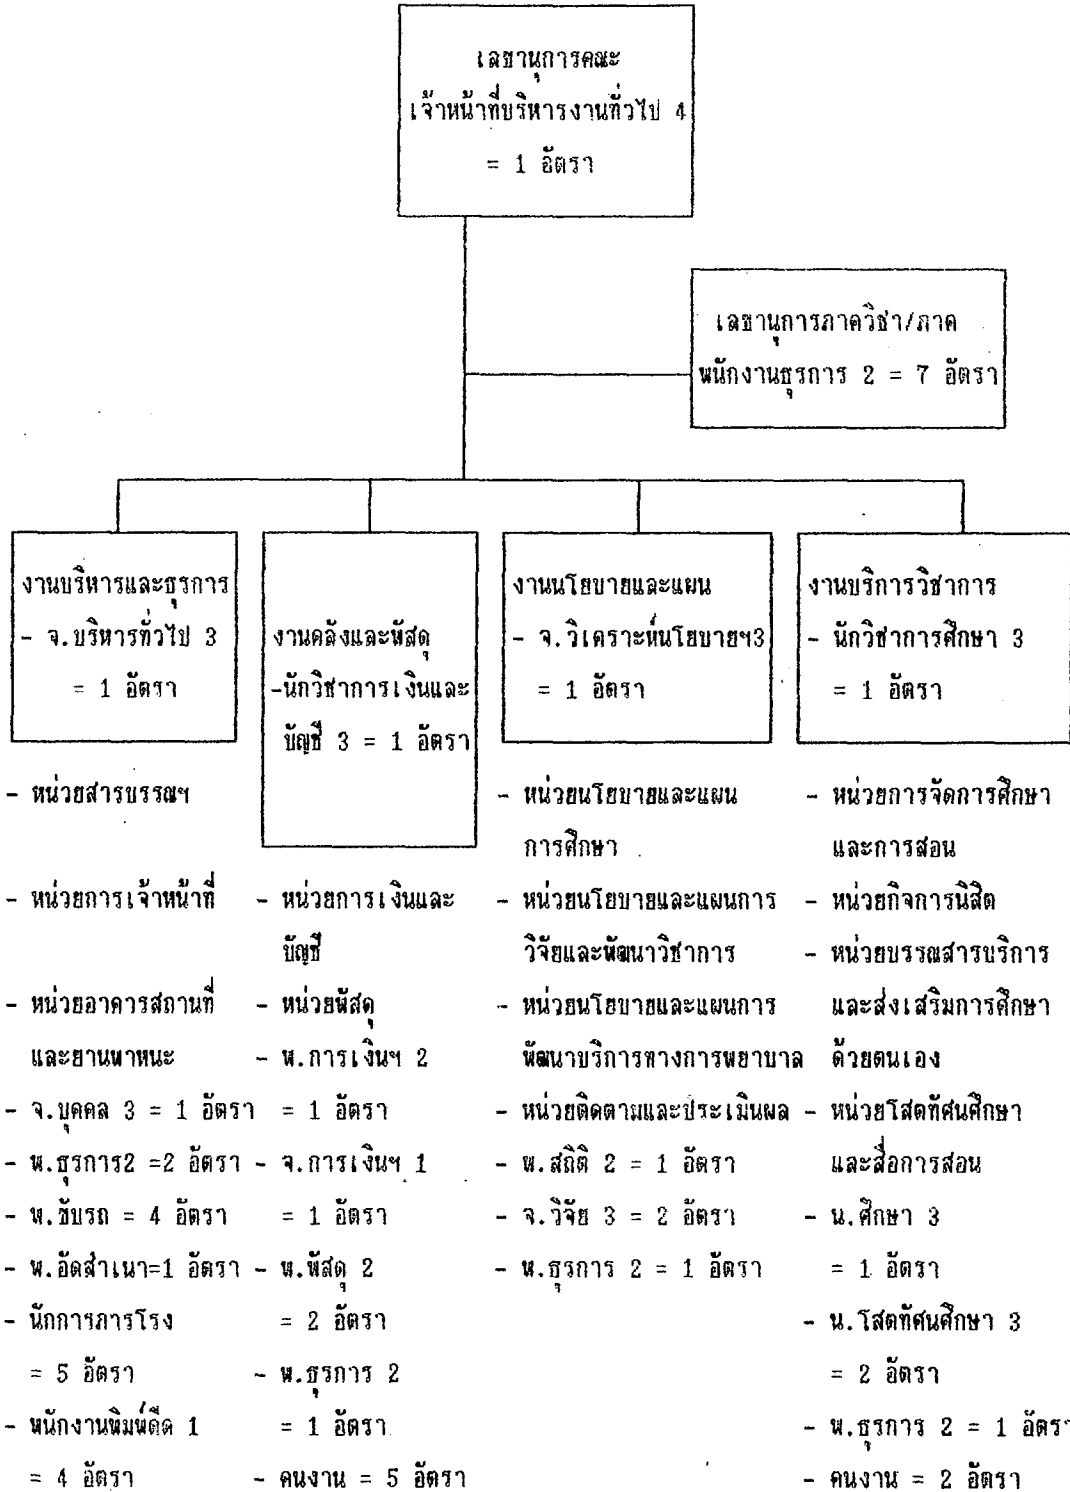 เลขานุการคณะ
เจ้าหน้าที่บริหารงานทั่วไป 4
= 1 อัตรา
เลขานุการภาควิชา/ภาค
พนักงานธุรการ 2 = 7 อัตรา
งานบริหารและธุรการ
- จ.บริหารทั่วไป 3
= 1 อัตรา
งานคลังและพัสดุ
-นักวิชาการเงินและ
บัญชี 3 = 1 อัตรา
งานนโยบายและแผน
- จ.วิเคราะห์นโยบายฯ3
= 1 อัตรา
งานบริการวิชาการ
- นักวิชาการศึกษา 3
= 1 อัตรา
- หน่วยสารบรรณฯ
- หน่วยการเจ้าหน้าที่
- หน่วยอาคารสถานที่
และยานพาหนะ
- จ.บุคคล 3 = 1 อัตรา
- พ.ธุรการ2 =2 อัตรา
- พ.ขับรถ = 4 อัตรา
- พ.อัดสำเนา=1 อัตรา
- นักการภารโรง
= 5 อัตรา
- พนักงานพิมพ์ดีด 1
= 4 อัตรา
- หน่วยการเงินและ
บัญชี
- หน่วยพัสดุ
- พ.การเงินฯ 2
= 1 อัตรา
- จ.การเงินฯ 1
= 1 อัตรา
- พ.พัสดุ 2
= 2 อัตรา
- พ.ธุรการ 2
= 1 อัตรา
- คนงาน = 5 อัตรา
- หน่วยนโยบายและแผน
การศึกษา
- หน่วยนโยบายและแผนการ
วิจัยและพัฒนาวิชาการ
- หน่วยนโยบายและแผนการ
พัฒนาบริการทางการพยาบาล
- หน่วยติดตามและประเมินผล
- พ.สถิติ 2 = 1 อัตรา
- จ.วิจัย 3 = 2 อัตรา
- พ.ธุรการ 2 = 1 อัตรา
- หน่วยการจัดการศึกษา
และการสอน
- หน่วยกิจการนิสิต
- หน่วยบรรณสารบริการ
และส่งเสริมการศึกษา
ด้วยตนเอง
- หน่วยโสตทัศนศึกษา
และสื่อการสอน
- น.ศึกษา 3
= 1 อัตรา
- น.โสตทัศนศึกษา 3
= 2 อัตรา
- พ.ธุรการ 2 = 1 อัตรา
- คนงาน = 2 อัตรา